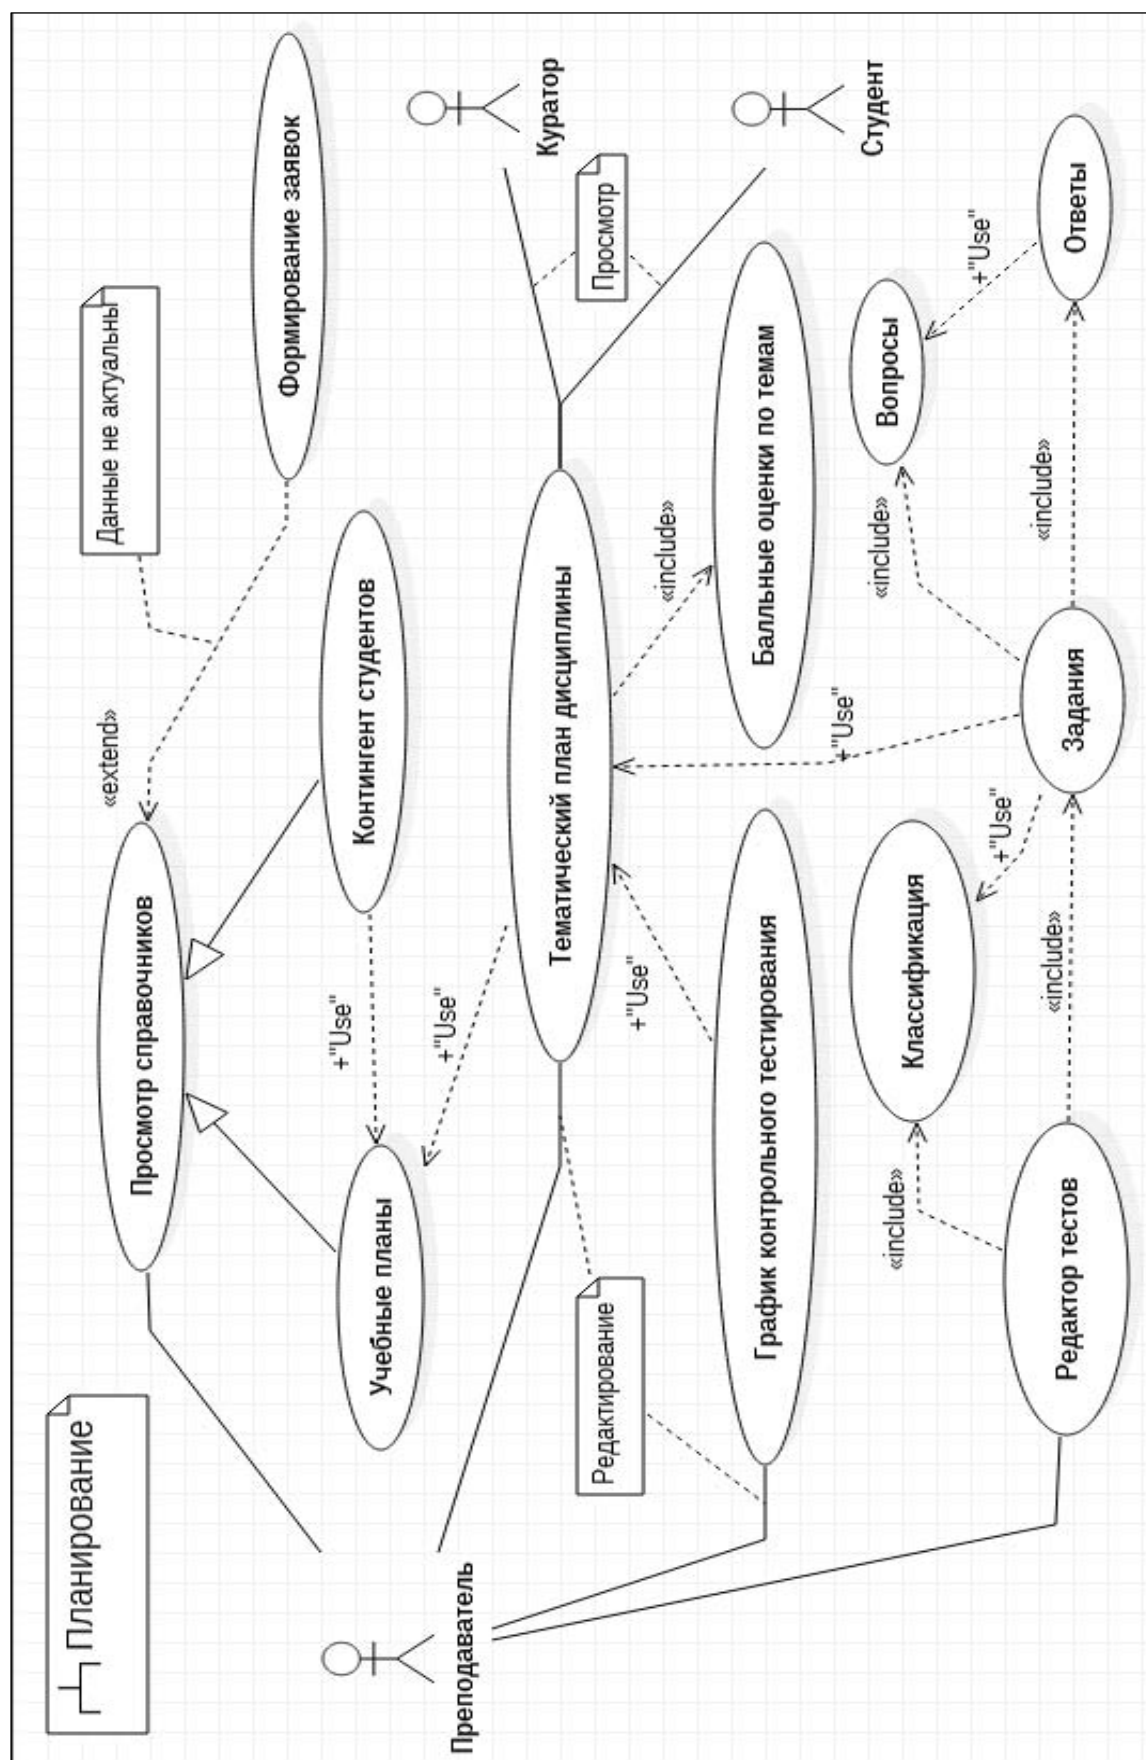 Планирование
Данные не актуальны
«extend»
Просмотр справочников
Формирование заявок
Контингент студентов
+"Use"
Учебные планы
+"Use"
Преподаватель
Куратор
Тематический план дисциплины
Просмотр
Редактирование
+"Use"
«include»
Балльные оценки по темам
График контрольного тестирования
Студент
+"Use"
«include»
Вопросы
«include»
Классификация
+"Use"
+"Use"
«include»
«include»
Редактор тестов
Задания
Ответы